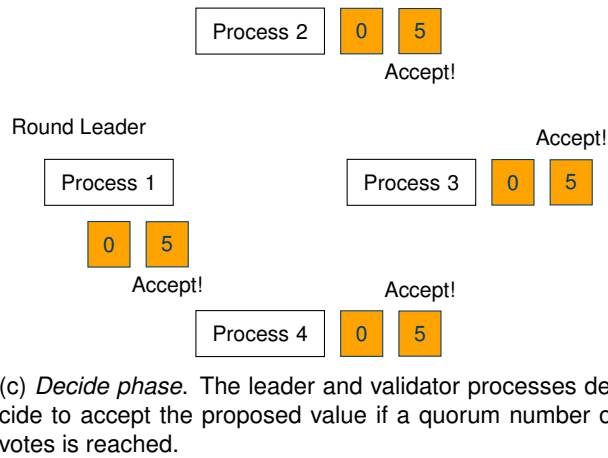 Process 2 0 5
Accept!
Round Leader
Accept!
Process 1
Process 3 0 5
0 5
Accept!
Accept!
Process 4 0 5
(c) Decide phase. The leader and validator processes de
cide to accept the proposed value if a quorum number o
votes is reached.